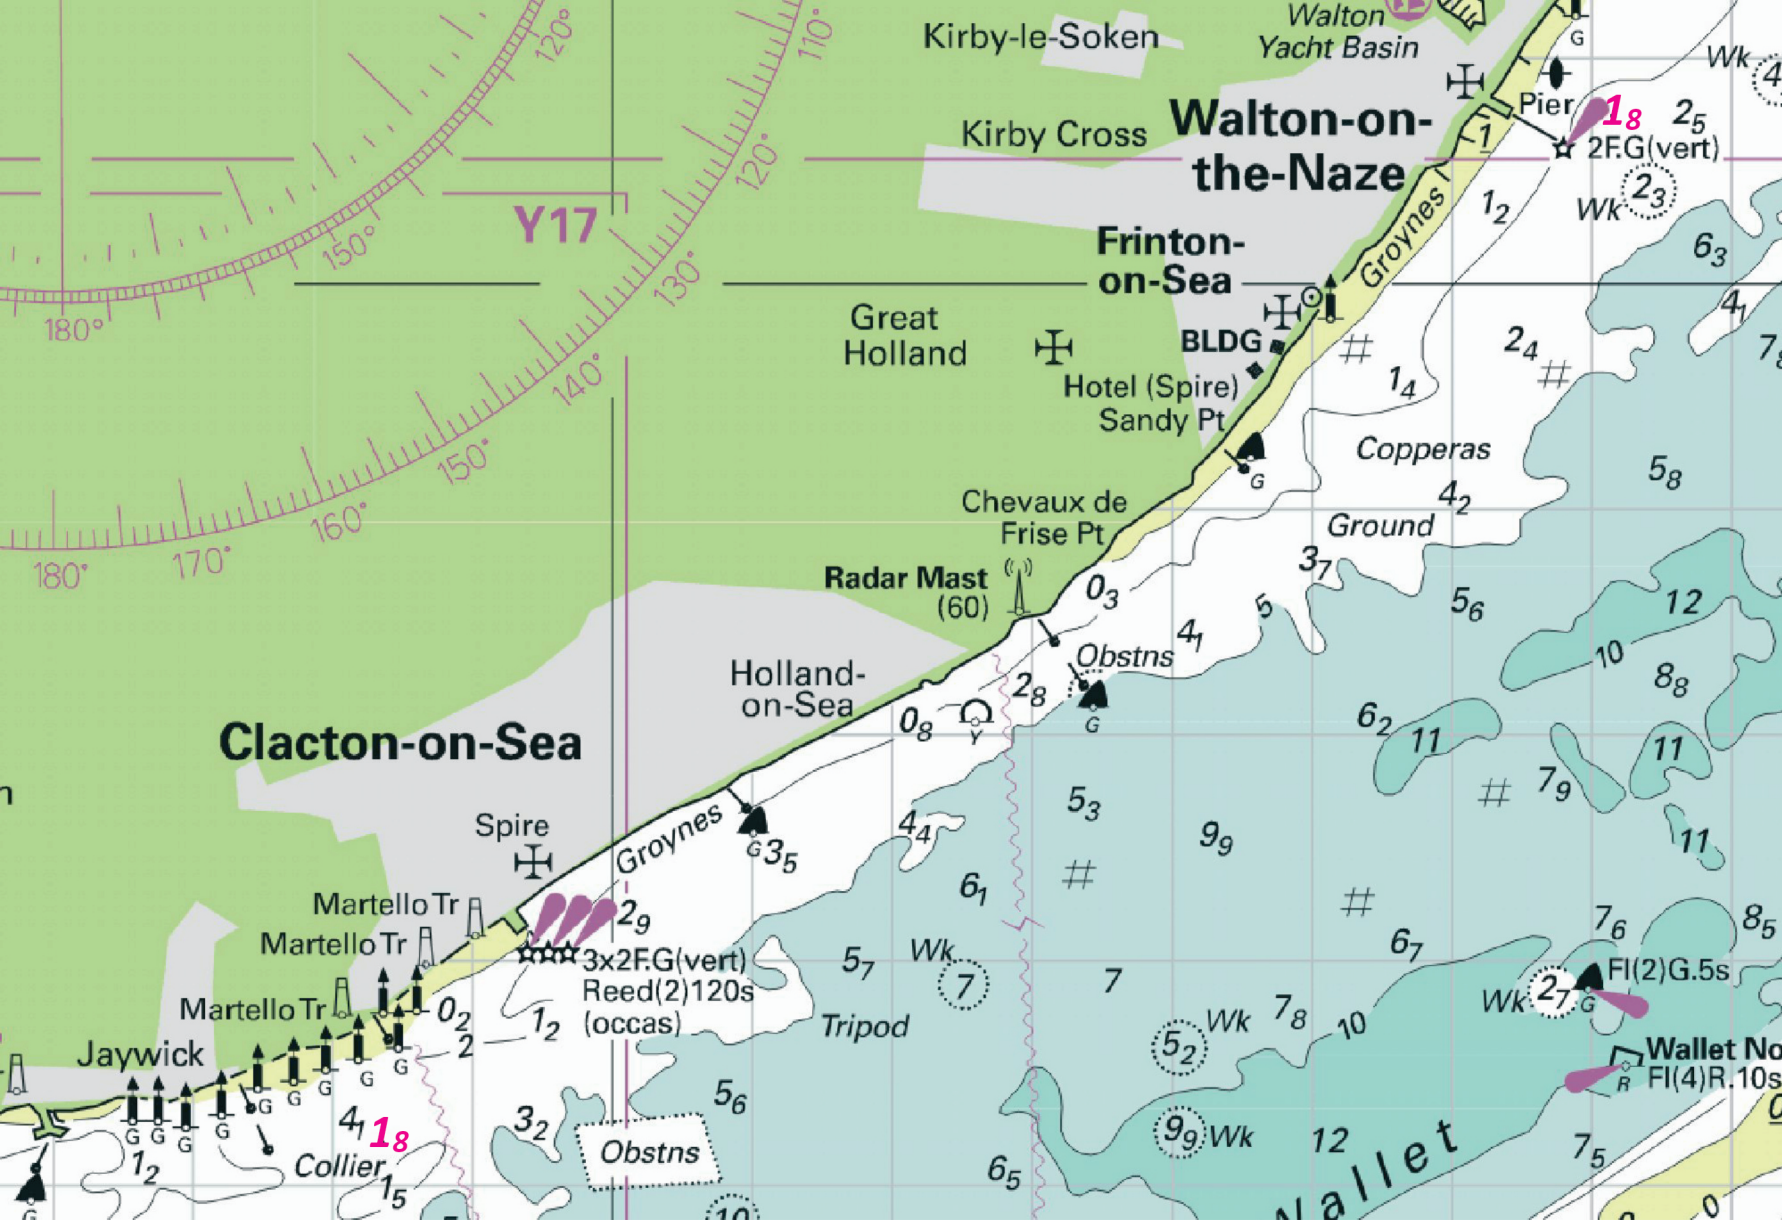 120°
110°
Kirby-le-Soken
Walton
Yacht Basin
G
Wk
4
Walton-on-
the-Naze
Pier
1₈
2₅
Kirby Cross
1
2F.G(vert)
120°
2₃
Wk
1₂
Y17
150°
130°
Groynes
6₃
Frinton-
on-Sea
180°
4₁
Great
Holland
BLDG
2₄
7₈
140°
Hotel (Spire)
Sandy Pt
1₄
150°
Copperas
5₈
G
4₂
Chevaux de
Frise Pt
Ground
160°
170°
180°
3₇
Radar Mast
(60)
0₃
5
5₆
12
4₁
Obstns
10
Holland-
on-Sea
2₈
8₈
0₈
Y
G
6₂
11
11
Clacton-on-Sea
n
7₉
5₃
Spire
Groynes
G
3₅
4₄
9₉
11
6₁
Martello Tr
2₉
7₆
8₅
Martello Tr
3x2F.G(vert)
5₇
Wk
7
7
6₇
Fl(2)G.5s
Reed(2)120s
(occas)
Martello Tr
0₂
1₂
Tripod
Wk
2₇
G
7₈
10
5₂
Wk
Jaywick
2
Wallet No
R
Fl(4)R.10s
G
G
G
G
G
G
G
G
G
5₆
0
4₁
1₈
3₂
Obstns
9₉
Wk
12
7₅
Wallet
Collier
1₂
1₅
6₅
G
10
0